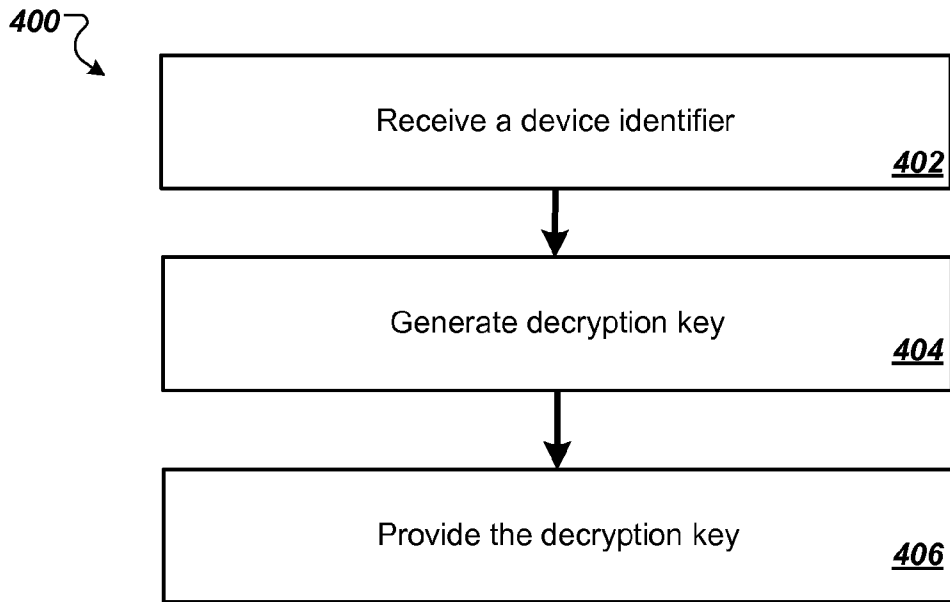 400
Receive a device identifier
402
Generate decryption key
404
Provide the decryption key
406